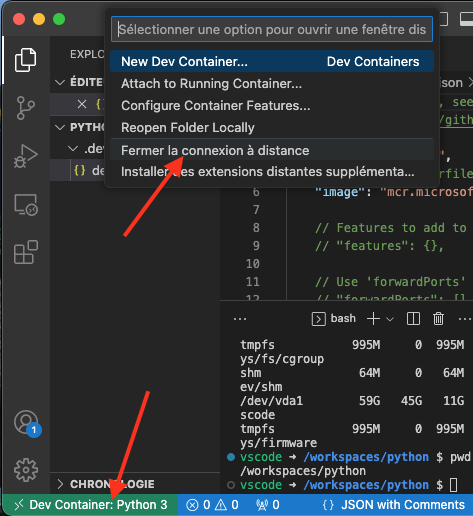 Sélectionner une option pour ouvrir une fenêtre dis
New Dev Container... Dev Containers
Attach to Running Container...
Configure Container Features...
Reopen Folder Locally
Fermer la connexion à distance
Installer des extensions distantes supplémenta...
EXPLO
ÉDITE
PYTHON
.de
{} de
json
, see
/gith
",
rfile
6 "image": "mcr.microsof
7
8 // Features to add to
9 // "features": {},
10
11 // Use 'forwardPorts'
12 // "forwardPorts": []
... bash
tmpfs 995M 0 995M
ys/fs/cgroup
shm 64M 0 64M
ev/shm
/dev/vda1 59G 45G 11G
scode
tmpfs 995M 0 995M
ys/firmware
vscode ➜ /workspaces/python $ pwd
/workspaces/python
vscode ➜ /workspaces/python $
1
CHRONOLOGIE
Dev Container: Python 3 0 0 0 {} JSON with Comments